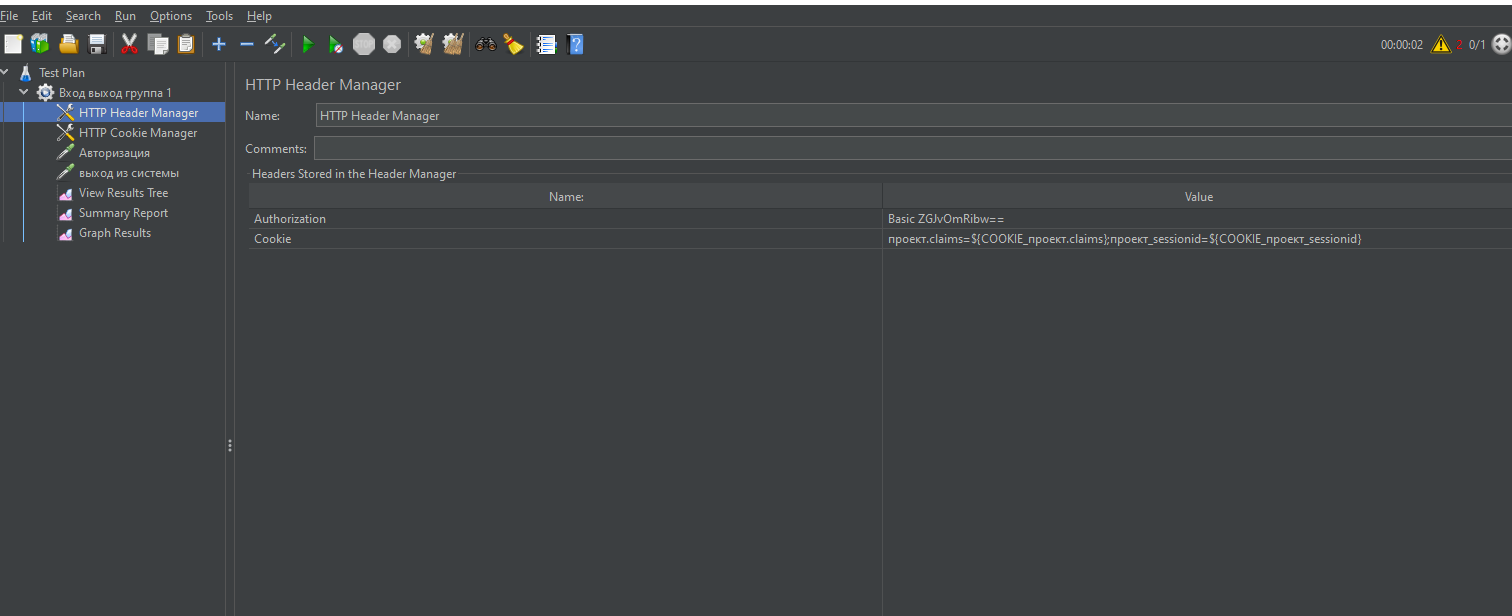 File Edit Search Run Options Tools Help
STOP
00:00:02 2 0/1
Test Plan
Вход выход группа 1
HTTP Header Manager
HTTP Cookie Manager
Авторизация
выход из системы
View Results Tree
Summary Report
Graph Results
HTTP Header Manager
Name: HTTP Header Manager
Comments:
Headers Stored in the Header Manager
Name: Value
Authorization Basic ZGJvOmRibw==
Cookie проект.claims=${COOKIE_проект.claims};проект_sessionid=${COOKIE_проект_sessionid}